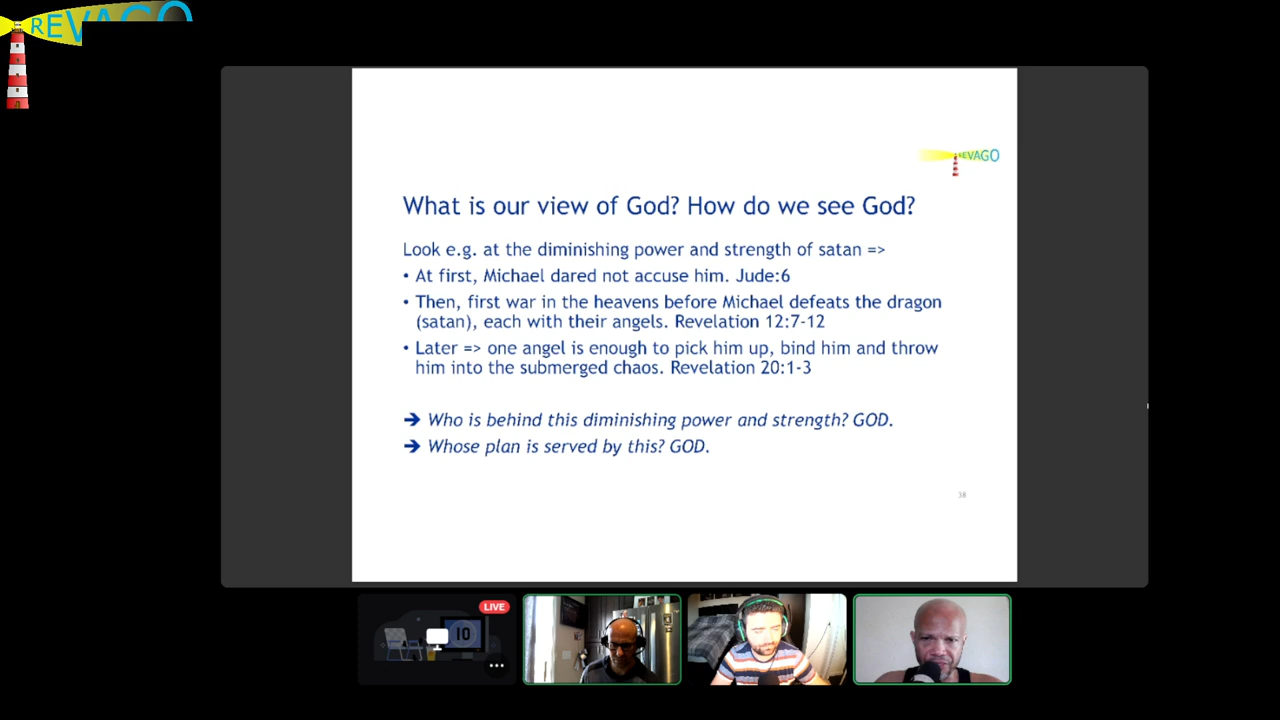 REVAGO
REVAGO
What is our view of God? How do we see God?
Look e.g. at the diminishing power and strength of satan =>
• At first, Michael dared not accuse him. Jude:6
• Then, first war in the heavens before Michael defeats the dragon
(satan), each with their angels. Revelation 12:7-12
• Later => one angel is enough to pick him up, bind him and throw
him into the submerged chaos. Revelation 20:1-3
➔ Who is behind this diminishing power and strength? GOD.
➔ Whose plan is served by this? GOD.
38
LIVE
10